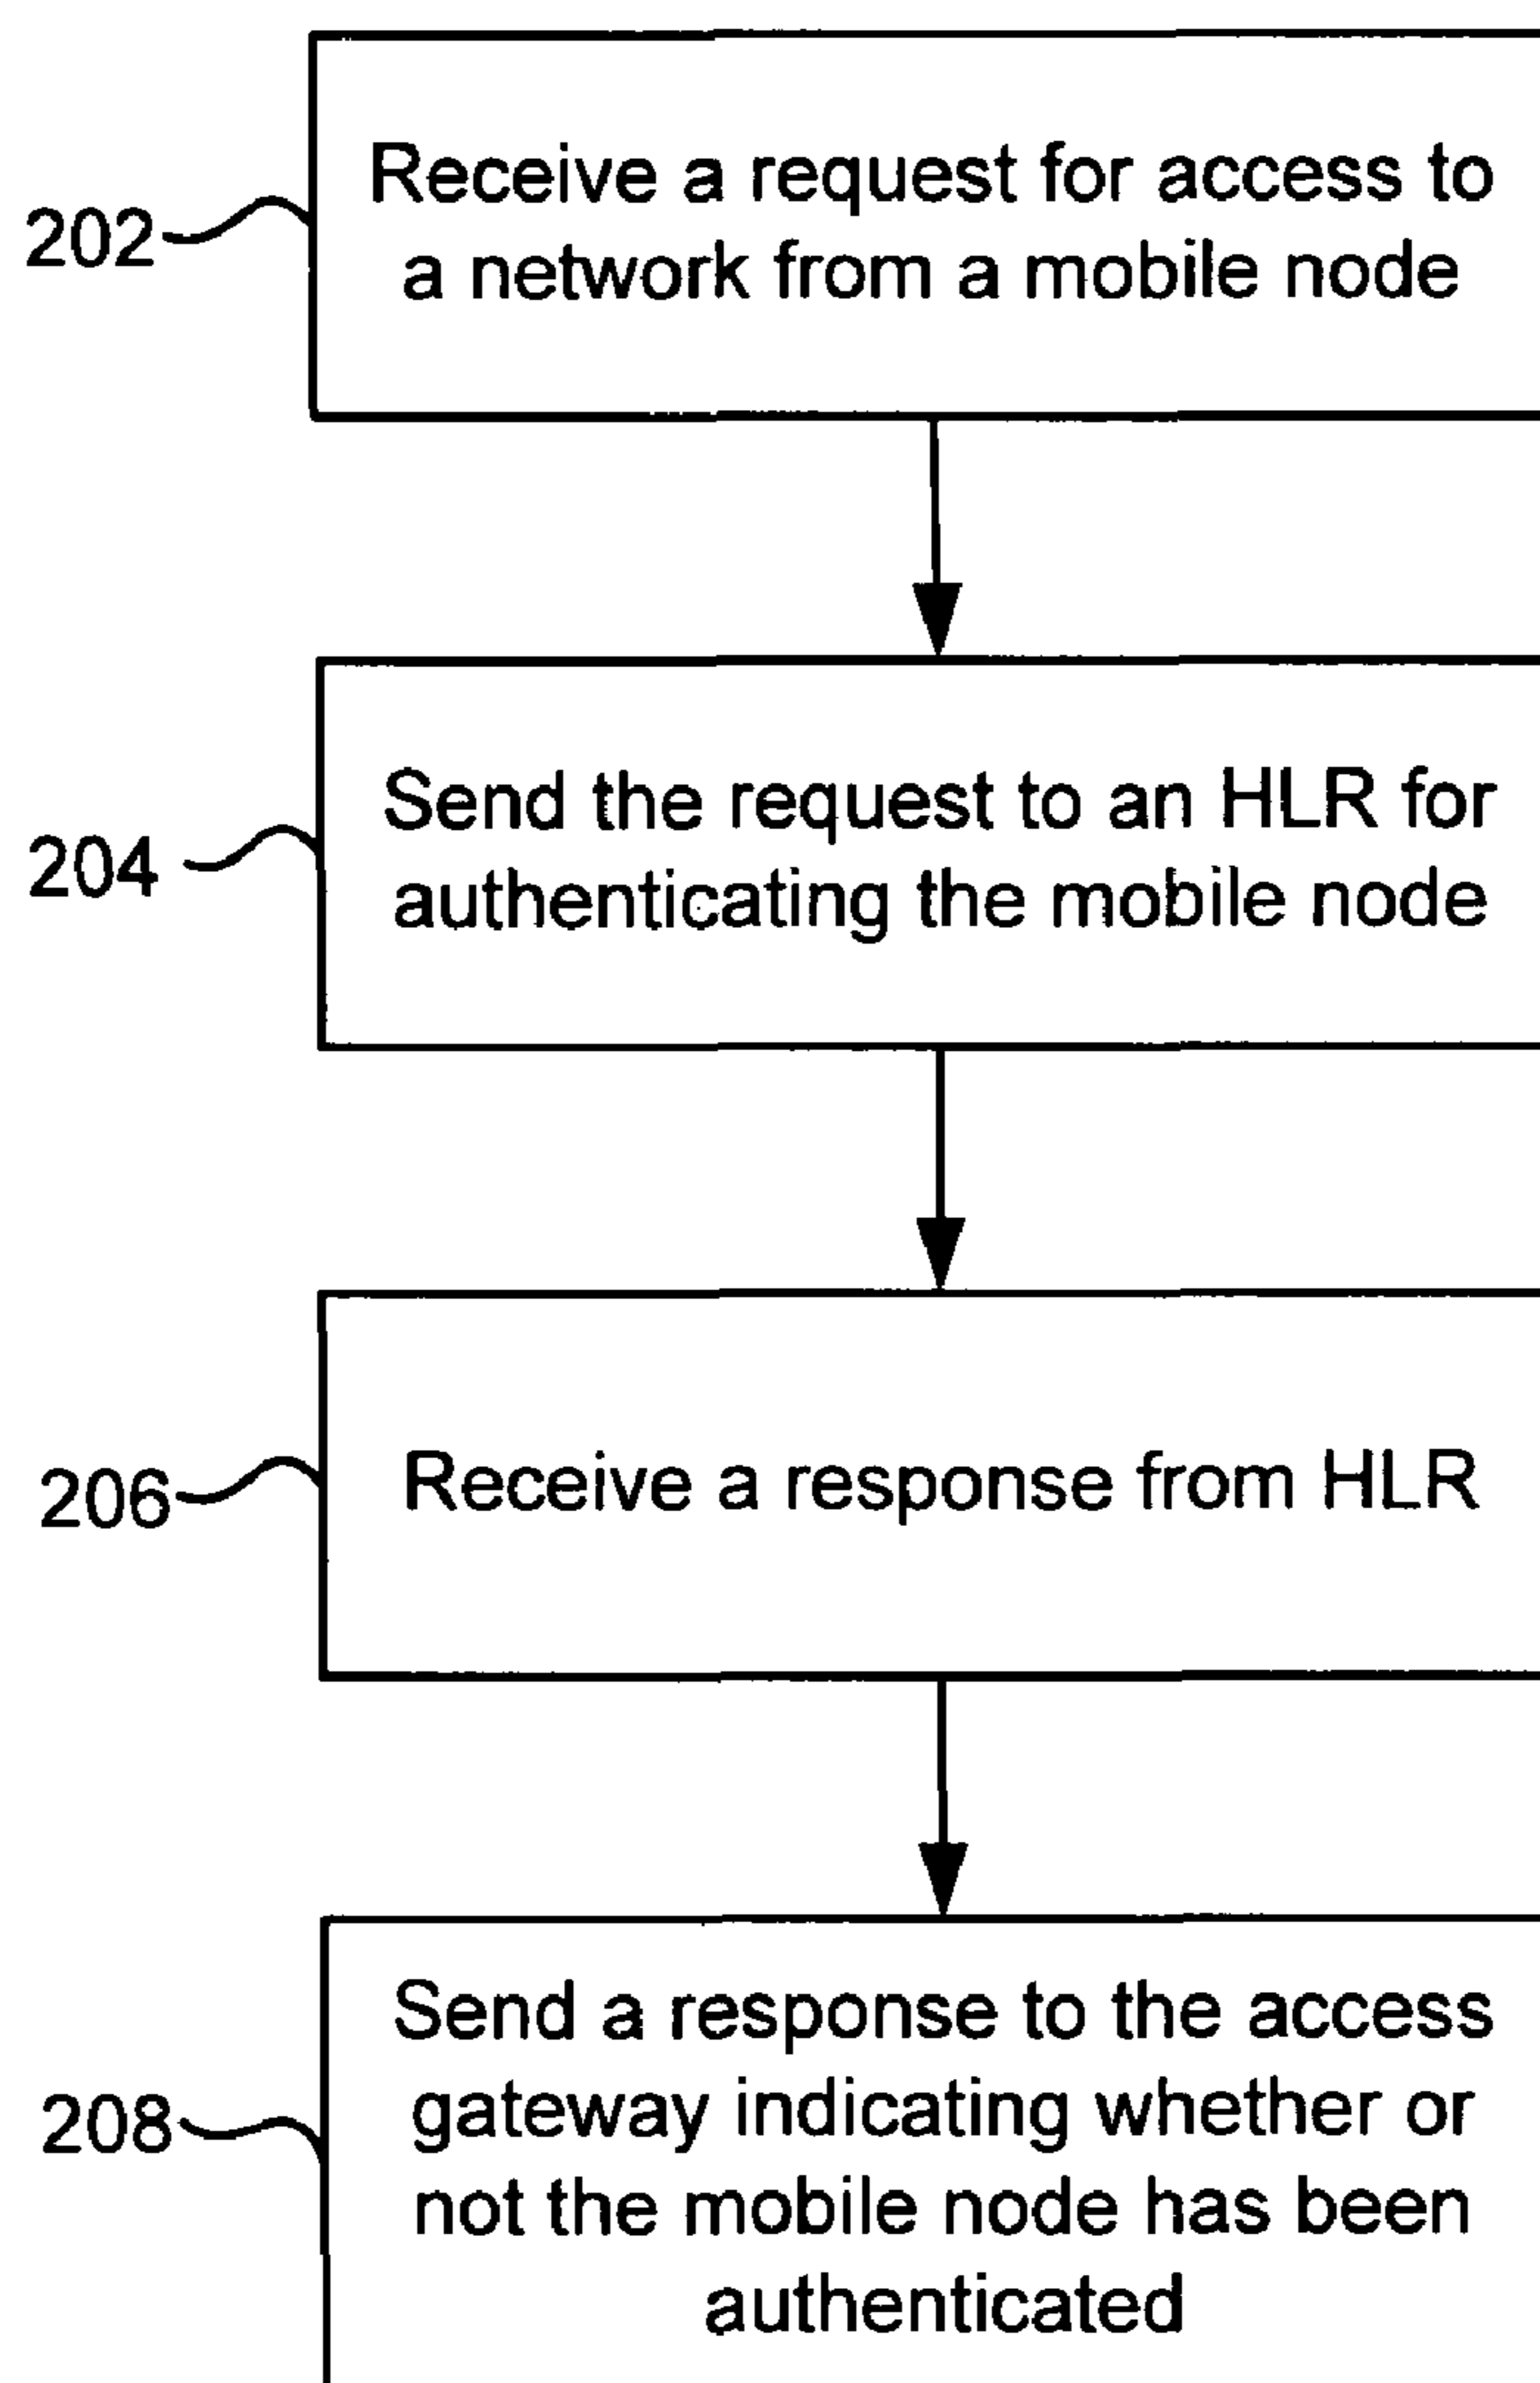 202
Receive a request for access to
a network from a mobile node
204
Send the request to an HLR for
authenticating the mobile node
206
Receive a response from HLR
208
Send a response to the access
gateway indicating whether or
not the mobile node has been
authenticated